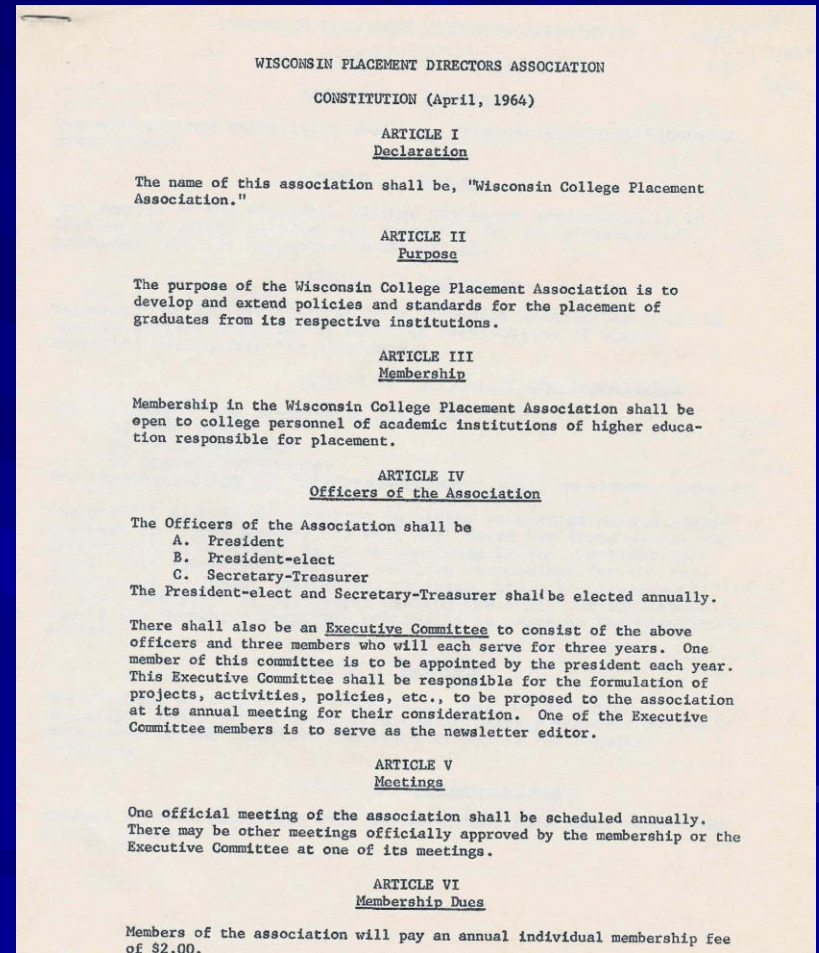 WISCONSIN PLACEMENT DIRECTORS ASSOCIATION
CONSTITUTION (April, 1964)
ARTICLE I
Declaration
The name of this association shall be, "Wisconsin College Placement
Association."
ARTICLE II
Purpose
The purpose of the Wisconsin College Placement Association is to
develop and extend policies and standards for the placement of
graduates from its respective institutions.
ARTICLE III
Membership
Membership in the Wisconsin College Placement Association shall be
open to college personnel of academic institutions of higher educa-
tion responsible for placement.
ARTICLE IV
Officers of the Association
The Officers of the Association shall be
A. President
B. President-elect
C. Secretary-Treasurer
The President-elect and Secretary-Treasurer shall be elected annually.
There shall also be an Executive Committee to consist of the above
officers and three members who will each serve for three years. One
member of this committee is to be appointed by the president each year.
This Executive Committee shall be responsible for the formulation of
projects, activities, policies, etc., to be proposed to the association
at its annual meeting for their consideration. One of the Executive
Committee members is to serve as the newsletter editor.
ARTICLE V
Meetings
One official meeting of the association shall be scheduled annually.
There may be other meetings officially approved by the membership or the
Executive Committee at one of its meetings.
ARTICLE VI
Membership Dues
Members of the association will pay an annual individual membership fee
of $2.00.